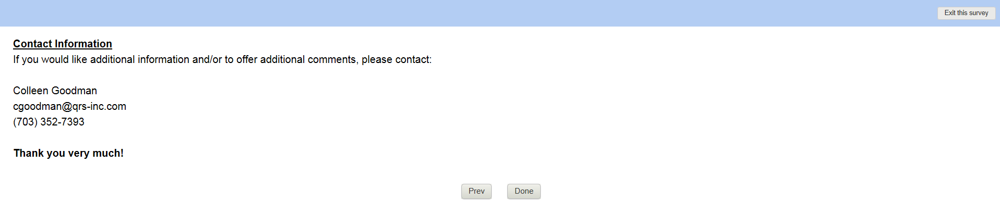 Exit this survey
Contact Information
If you would like additional information and/or to offer additional comments, please contact:
Colleen Goodman
cgoodman@qrs-inc.com
(703) 352-7393
Thank you very much!
Prev
Done